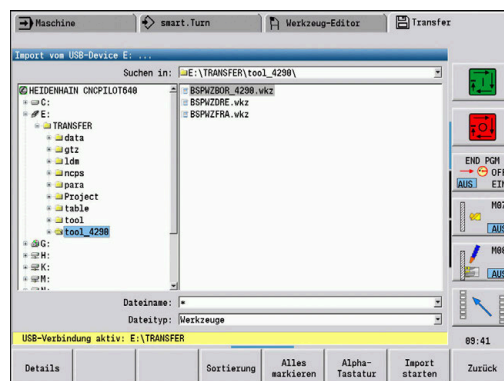 Maschine
smart.Turn
Werkzeug-Editor
Transfer
Import vom USB-Device E: ...
Suchen in: E:\TRANSFER\tool_4290\
HEIDENHAIN CNCPILOT640
C:
E:
TRANSFER
data
gtz
ldm
ncps
para
Project
table
tool
tool_4290
G:
H:
K:
M:
BSPWZBOR_4290.wkz
BSPWZDRE.wkz
BSPWZFRA.wkz
END PGM
OFF
AUS EIN
M07
AUS
AUS
Dateiname: *
Dateityp: Werkzeuge
USB-Verbindung aktiv: E:\TRANSFER
09:41
Details
Sortierung
Alles markieren
Alpha-Tastatur
Import starten
Zurück